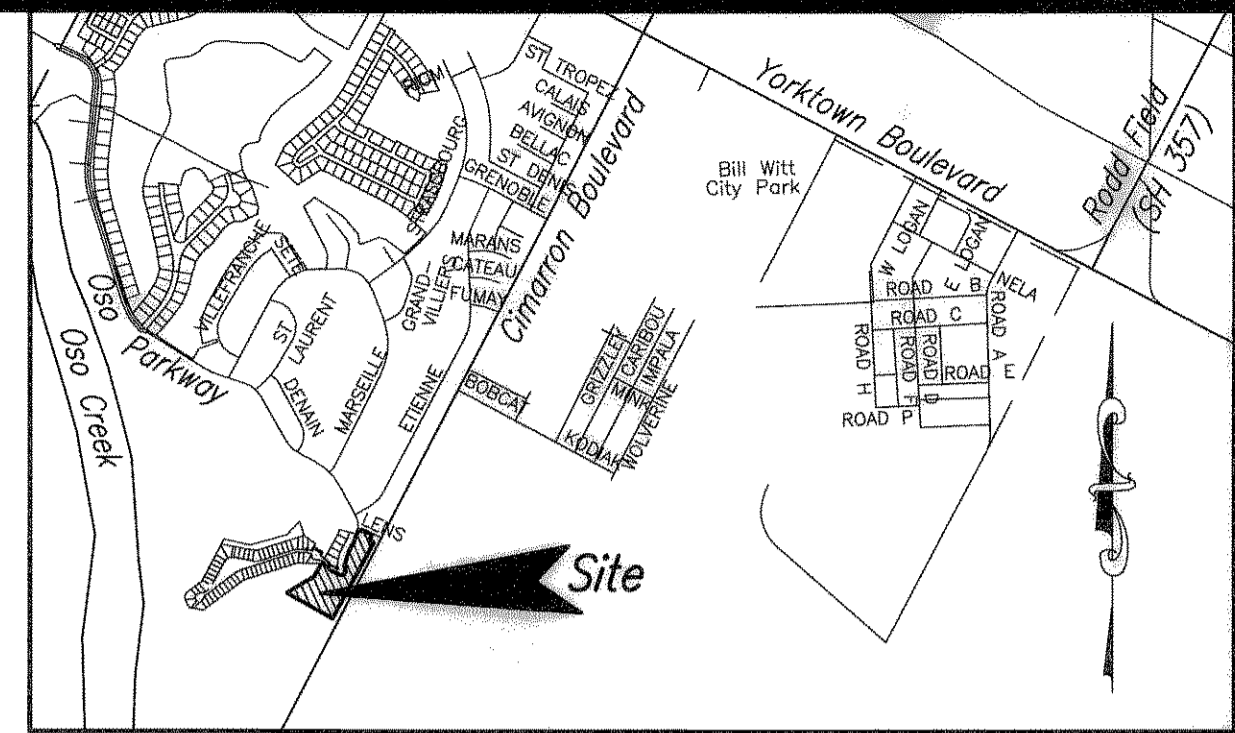 ST TROPEZ
CALAIS
AVIGNON
BELLAC
ST DENIS
GRENOBLE
STRASBOURG
Cimarron Boulevard
Yorktown Boulevard
Rodd Field
(SH 357)
Bill Witt
City Park
W LOGAN
E LOGAN
NELA
ROAD B
ROAD C
ROAD A
ROAD E
ROAD H
ROAD F
ROAD D
ROAD P
MARANS
CATEAU
FUMAY
GRAND-
VILLIERS
VILLEFRANCHE
SETE
ST
LAURENT
DENAIN
MARSEILLE
ETIENNE
Oso
Parkway
Oso Creek
BOBCAT
GRIZZLEY
CARIBOU
MINK
IMPALA
WOLVERINE
KODIAK
LENS
Site